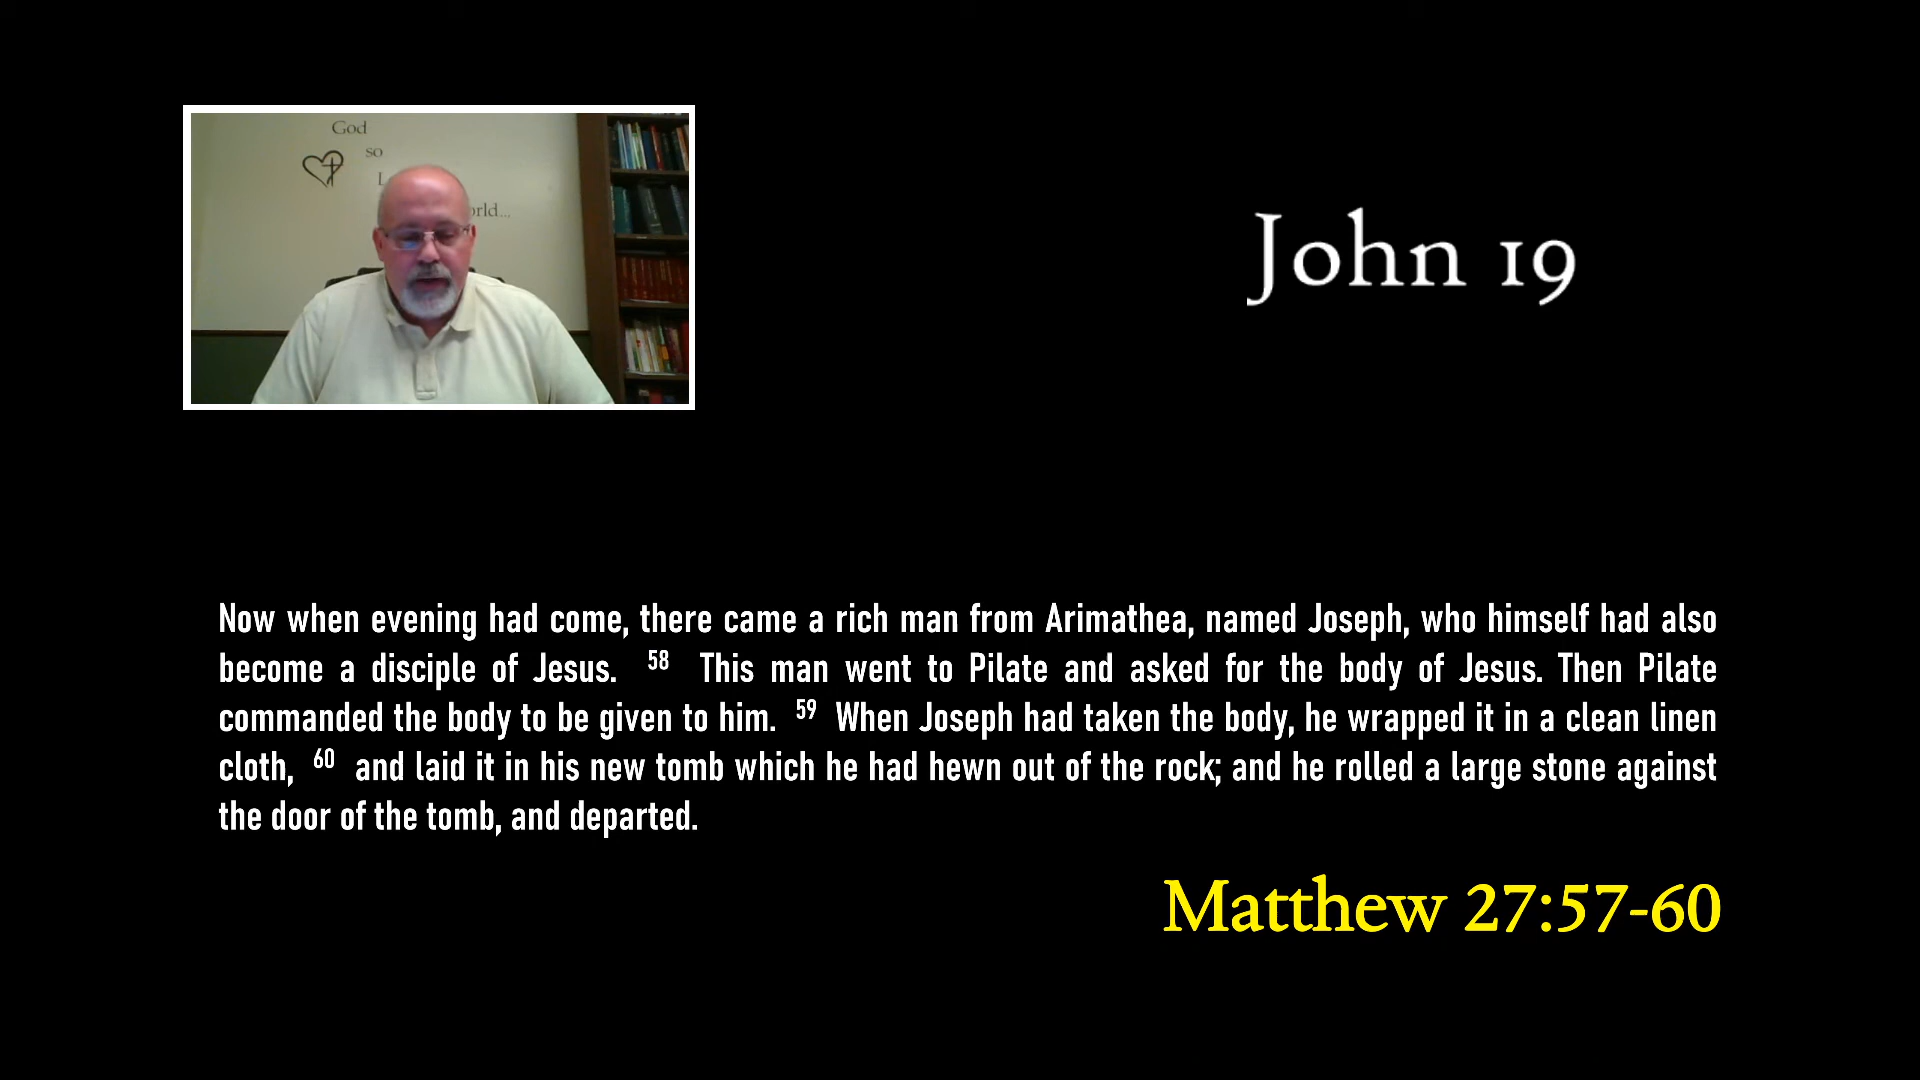 God
so
L
orld...
John 19
Now when evening had come, there came a rich man from Arimathea, named Joseph, who himself had also
become a disciple of Jesus. 58 This man went to Pilate and asked for the body of Jesus. Then Pilate
commanded the body to be given to him. 59 When Joseph had taken the body, he wrapped it in a clean linen
cloth, 60 and laid it in his new tomb which he had hewn out of the rock; and he rolled a large stone against
the door of the tomb, and departed.
Matthew 27:57-60